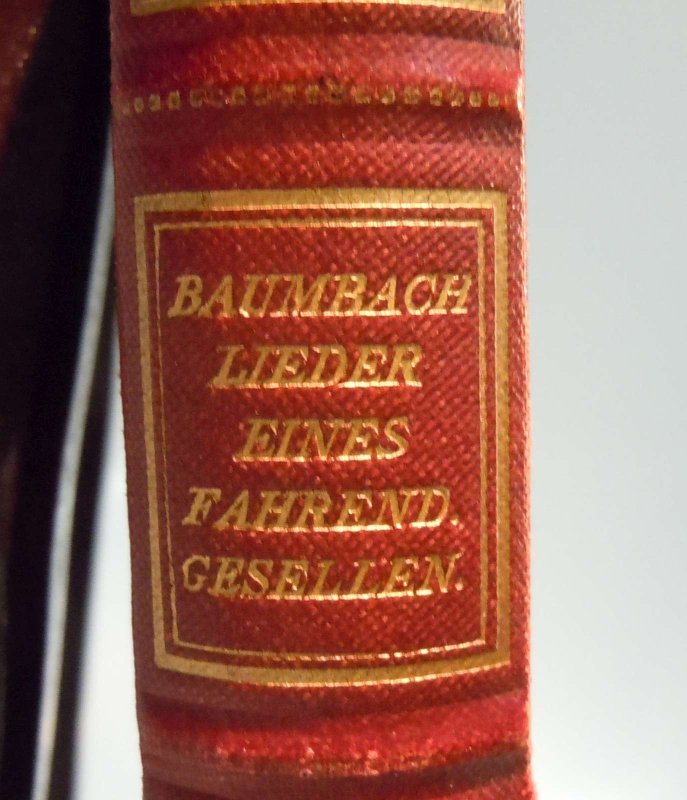 BAUMBACH
LIEDER
EINES
FAHREND.
GESELLEN.